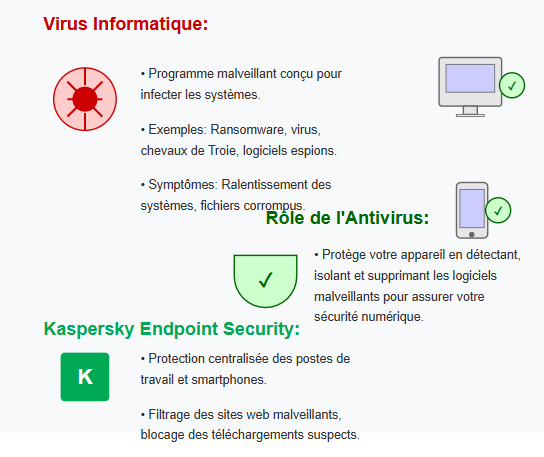 Virus Informatique:
• Programme malveillant conçu pour
infecter les systèmes.
• Exemples: Ransomware, virus,
chevaux de Troie, logiciels espions.
• Symptômes: Ralentissement des
systèmes, fichiers corrompus.
Rôle de l'Antivirus:
✓
✓
✓
• Protège votre appareil en détectant,
isolant et supprimant les logiciels
malveillants pour assurer votre
sécurité numérique.
Kaspersky Endpoint Security:
K
• Protection centralisée des postes de
travail et smartphones.
• Filtrage des sites web malveillants,
blocage des téléchargements suspects.